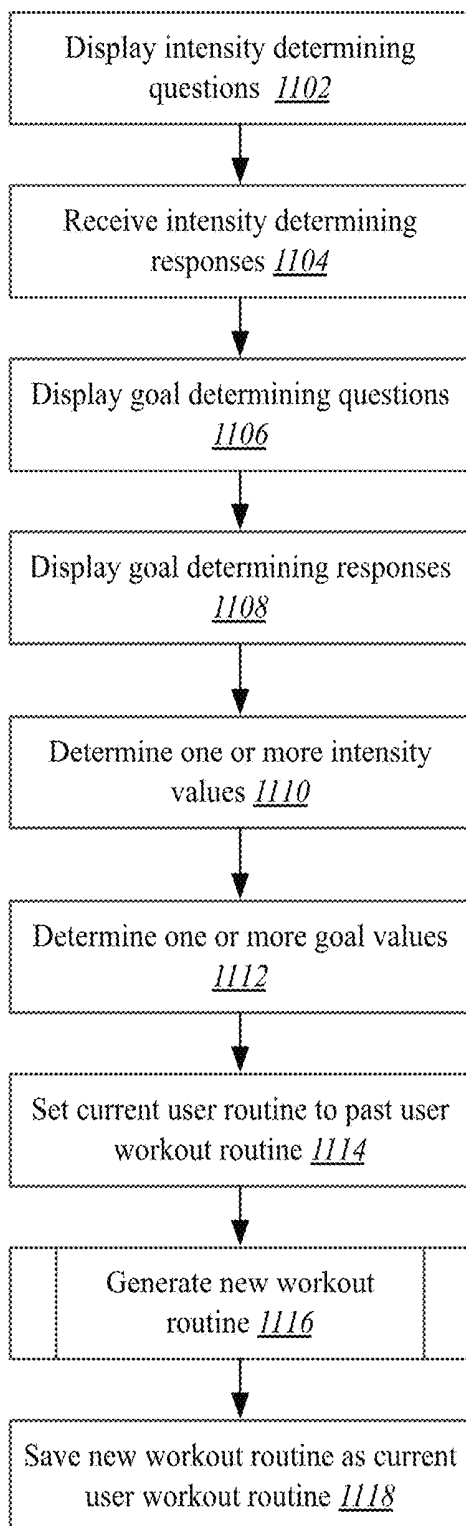 Display intensity determining
questions 1102
Receive intensity determining
responses 1104
Display goal determining questions
1106
Display goal determining responses
1108
Determine one or more intensity
values 1110
Determine one or more goal values
1112
Set current user routine to past user
workout routine 1114
Generate new workout
routine 1116
Save new workout routine as current
user workout routine 1118